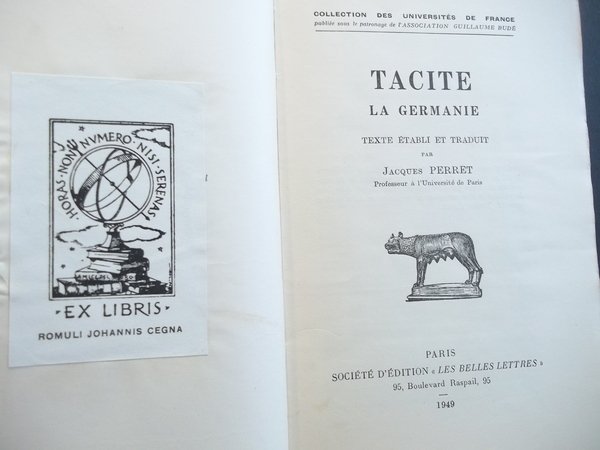 HORAS · NON NVMERO · NISI · SERENAS
· EX LIBRIS ·
ROMULI JOHANNIS CEGNA
COLLECTION DES UNIVERSITÉS DE FRANCE
publiée sous le patronage de l'ASSOCIATION GUILLAUME BUDÉ
TACITE
LA GERMANIE
TEXTE ÉTABLI ET TRADUIT
PAR
JACQUES PERRET
Professeur à l'Université de Paris
PARIS
SOCIÉTÉ D'ÉDITION « LES BELLES LETTRES »
95, Boulevard Raspail, 95
1949